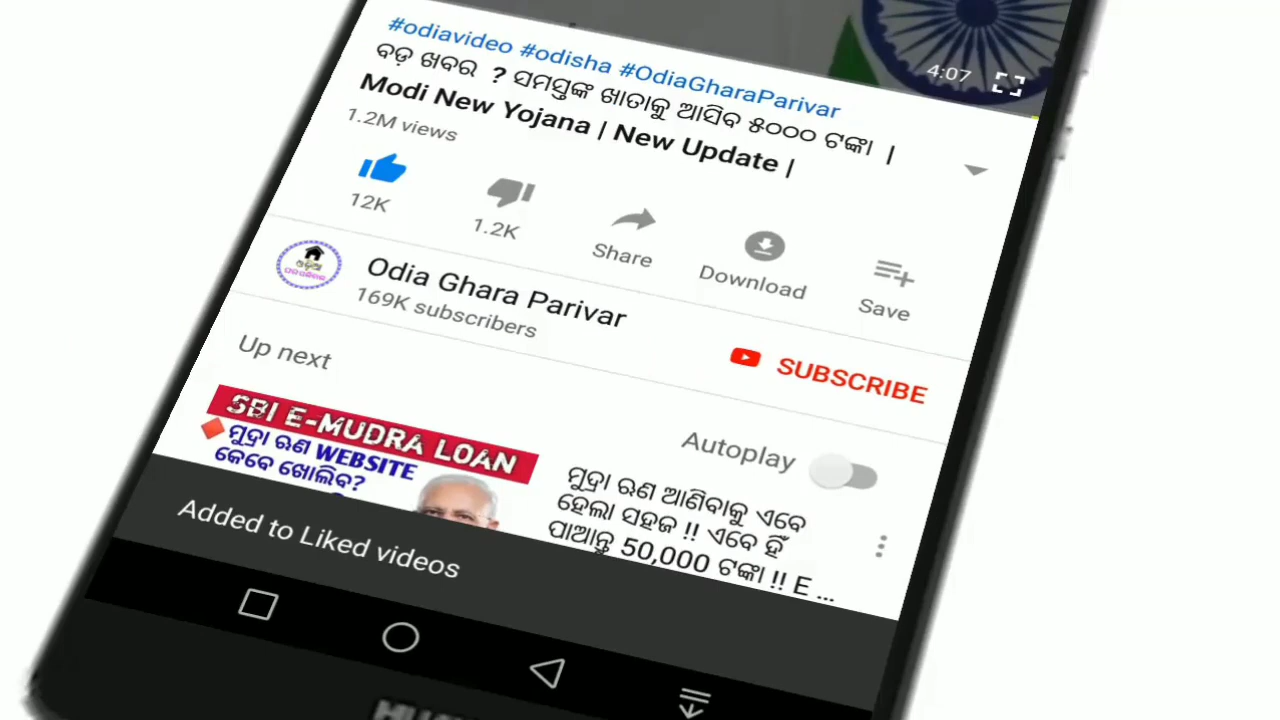 4:07
#odiavideo #odisha #OdiaGharaParivar
ବଡ଼ ଖବର ? ସମସ୍ତଙ୍କ ଖାତାକୁ ଆସିବ ୫୦୦୦ ଟଙ୍କା |
Modi New Yojana | New Update |
1.2M views
12K
1.2K
Share
Download
Save
Odia Ghara Parivar
169K subscribers
SUBSCRIBE
Up next
Autoplay
SBI E-MUDRA LOAN
ମୁଦ୍ରା ଋଣ WEBSITE
କେବେ ଖୋଲିବ?
ମୁଦ୍ରା ଋଣ ଆଣିବାକୁ ଏବେ
ହେଲା ସହଜ !! ଏବେ ହିଁ
ପାଆନ୍ତୁ 50,000 ଟଙ୍କା !! E ...
Added to Liked videos